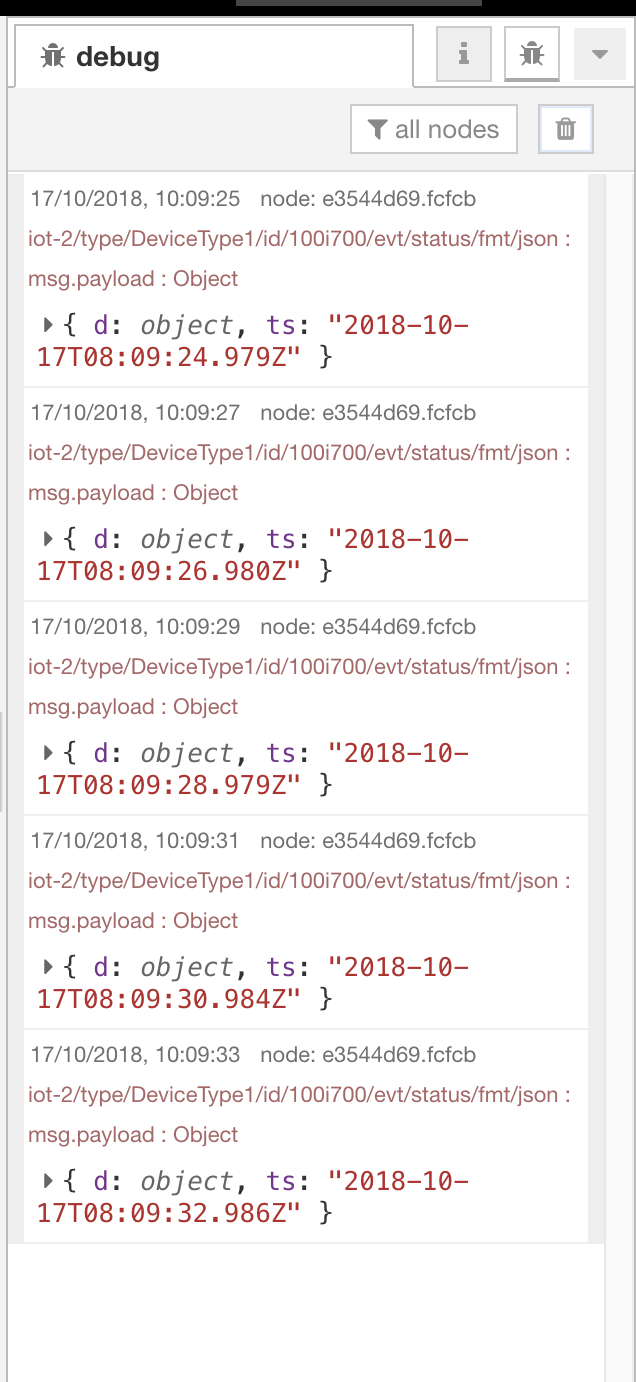 debug
all nodes
17/10/2018, 10:09:25 node: e3544d69.fcfcb
iot-2/type/DeviceType1/id/100i700/evt/status/fmt/json :
msg.payload : Object
{ d: object, ts: "2018-10-
17T08:09:24.979Z" }
17/10/2018, 10:09:27 node: e3544d69.fcfcb
iot-2/type/DeviceType1/id/100i700/evt/status/fmt/json :
msg.payload : Object
{ d: object, ts: "2018-10-
17T08:09:26.980Z" }
17/10/2018, 10:09:29 node: e3544d69.fcfcb
iot-2/type/DeviceType1/id/100i700/evt/status/fmt/json :
msg.payload : Object
{ d: object, ts: "2018-10-
17T08:09:28.979Z" }
17/10/2018, 10:09:31 node: e3544d69.fcfcb
iot-2/type/DeviceType1/id/100i700/evt/status/fmt/json :
msg.payload : Object
{ d: object, ts: "2018-10-
17T08:09:30.984Z" }
17/10/2018, 10:09:33 node: e3544d69.fcfcb
iot-2/type/DeviceType1/id/100i700/evt/status/fmt/json :
msg.payload : Object
{ d: object, ts: "2018-10-
17T08:09:32.986Z" }